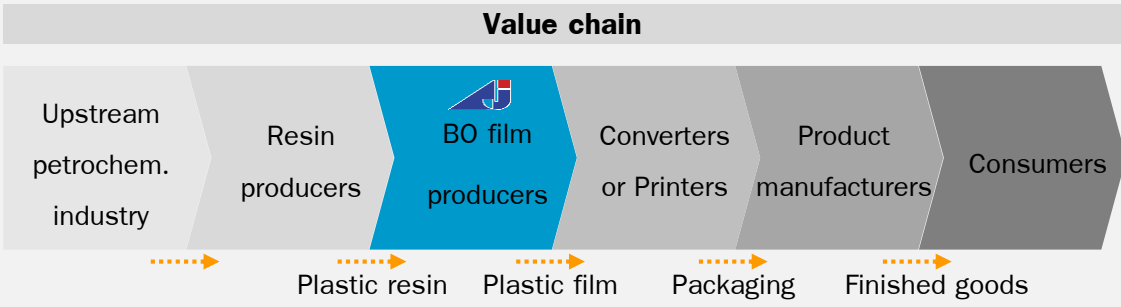 Value chain
Upstream
petrochem.
industry
Resin
producers
BO film
producers
Converters
or Printers
Product
manufacturers
Consumers
Plastic resin
Plastic film
Packaging
Finished goods